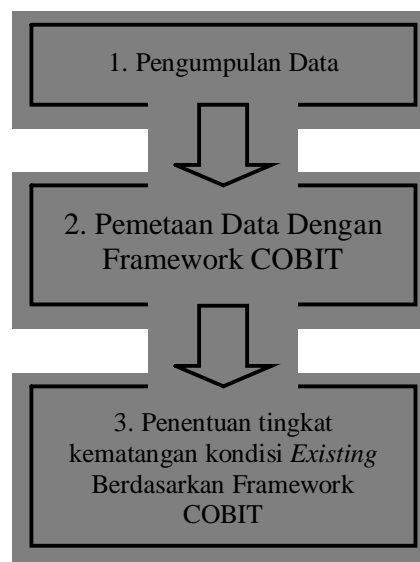 1. Pengumpulan Data
2. Pemetaan Data Dengan
Framework COBIT
3. Penentuan tingkat
kematangan kondisi Existing
Berdasarkan Framework
COBIT